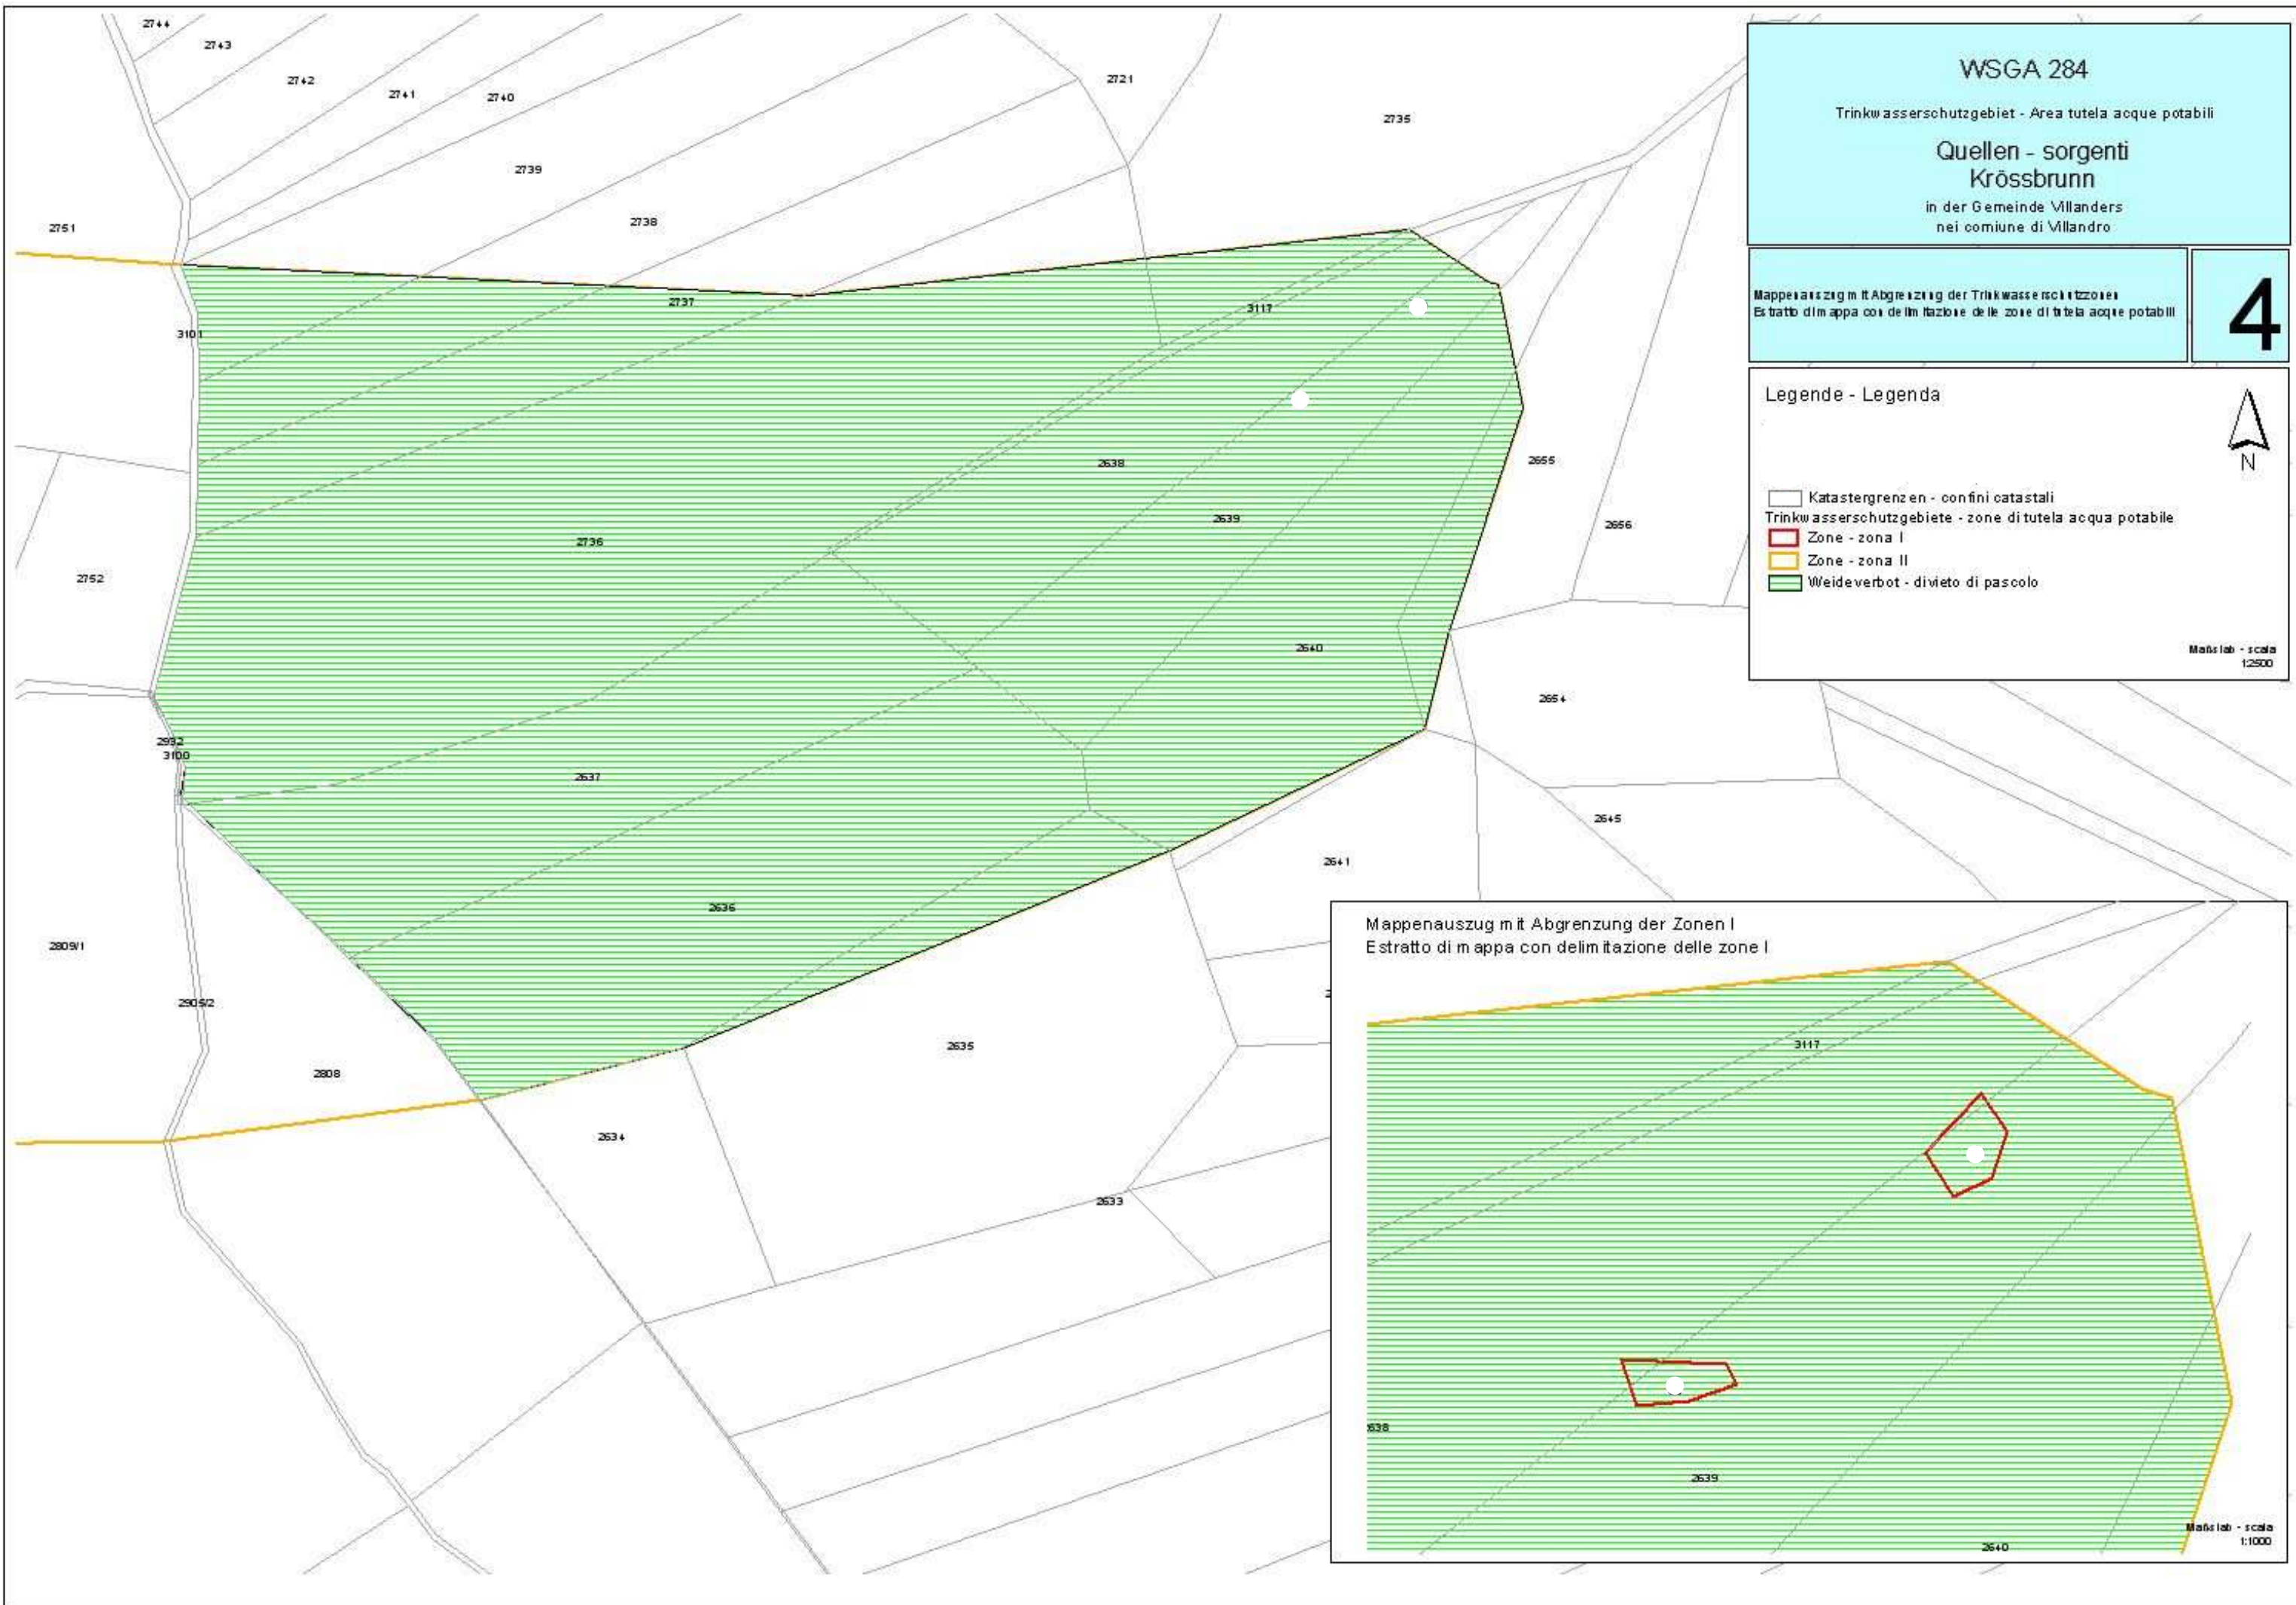 WSGA 284
Trinkwasserschutzgebiet - Area tutela acque potabili
Quellen - sorgenti
Krössbrunn
in der Gemeinde Villanders
nei comiune di Villandro
Mappenauszug mit Abgrenzung der Trinkwasserschutzzonen
Estratto di mappa con delimitazione delle zone di tutela acque potabili
4
Legende - Legenda
N
Katastergrenzen - confini catastali
Trinkwasserschutzgebiete - zone di tutela acqua potabile
Zone - zona I
Zone - zona II
Weideverbot - divieto di pascolo
Maßstab - scala
1:2500
2744
2743
2742
2741
2740
2721
2735
2739
2738
2751
2737
3117
3101
2638
2655
2639
2656
2736
2752
2640
2654
2992
3100
2637
2645
2641
2636
2809/1
2905/2
2635
2808
2634
2633
Mappenauszug mit Abgrenzung der Zonen I
Estratto di mappa con delimitazione delle zone I
3117
2638
2639
2640
Maßstab - scala
1:1000